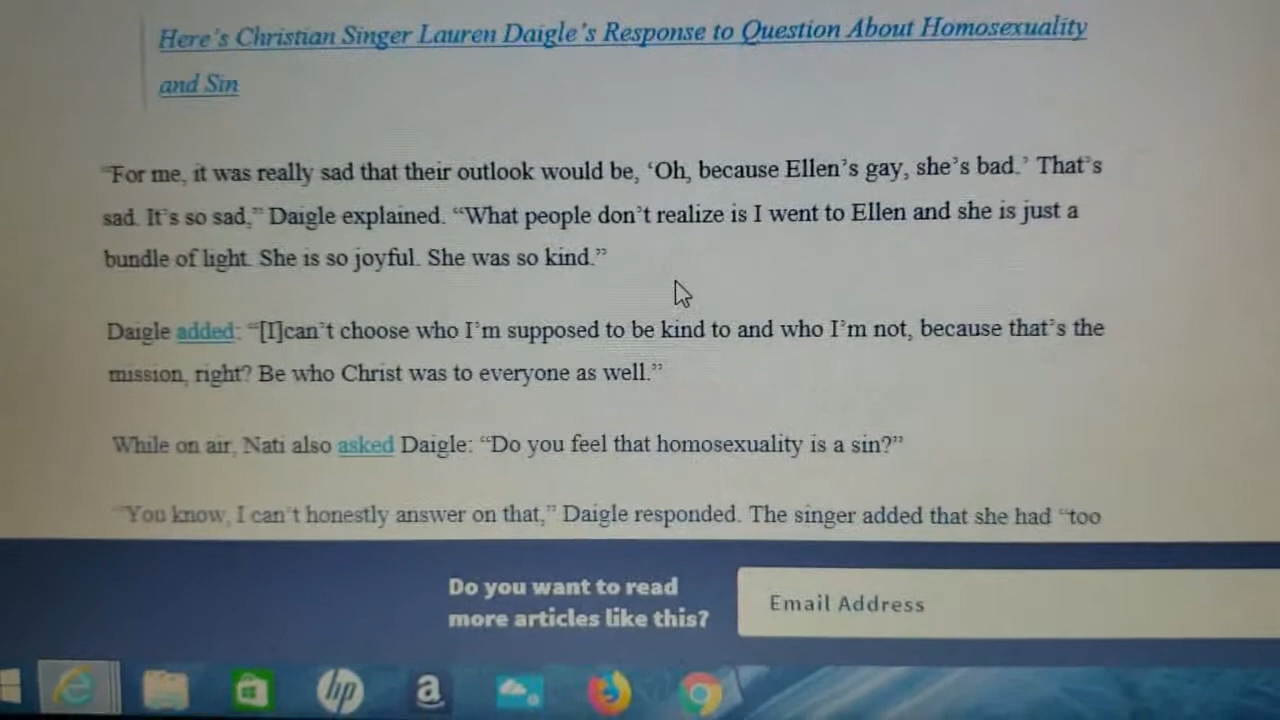 Here's Christian Singer Lauren Daigle's Response to Question About Homosexuality
and Sin
"For me, it was really sad that their outlook would be, 'Oh, because Ellen's gay, she's bad.' That's
sad. It's so sad," Daigle explained. "What people don't realize is I went to Ellen and she is just a
bundle of light. She is so joyful. She was so kind."
Daigle added: "[I]can't choose who I'm supposed to be kind to and who I'm not, because that's the
mission, right? Be who Christ was to everyone as well."
While on air, Nati also asked Daigle: "Do you feel that homosexuality is a sin?"
"You know, I can't honestly answer on that," Daigle responded. The singer added that she had "too
Do you want to read
more articles like this?
Email Address
hp
a